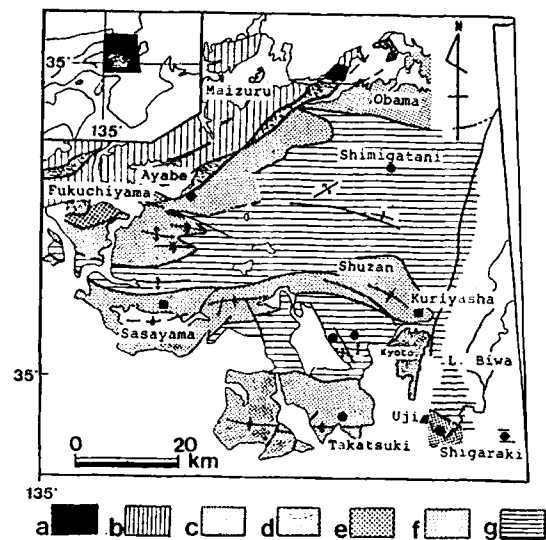 N
35°
Maizuru
Obama
135°
Shimigatani
Ayabe
Fukuchiyama
Shuzan
Kuriyasha
Sasayama
Kyoto
L. Biwa
35°
Uji
Takatsuki
Shigaraki
0 20
km
135°
a b c d e f g